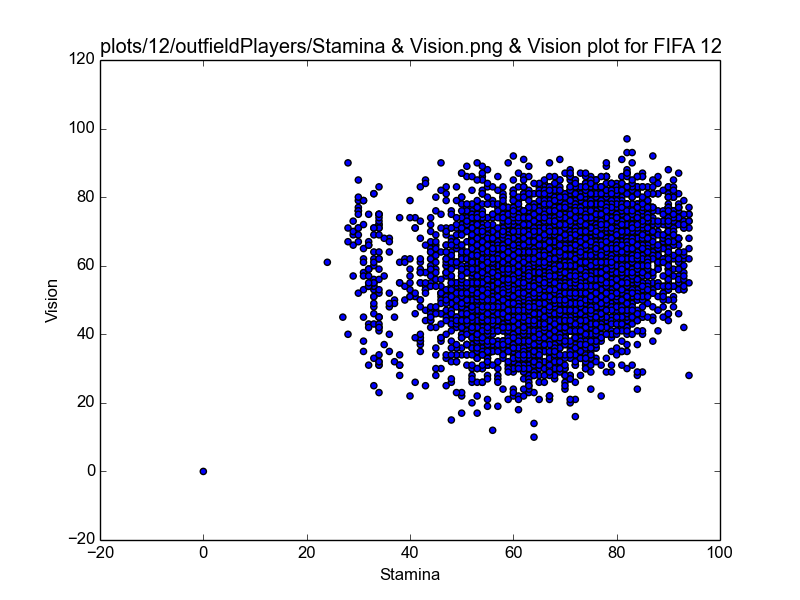 plots/12/outfieldPlayers/Stamina & Vision.png & Vision plot for FIFA 12
120
100
80
60
40
20
0
−20
Vision
−20 0 20 40 60 80 100
Stamina